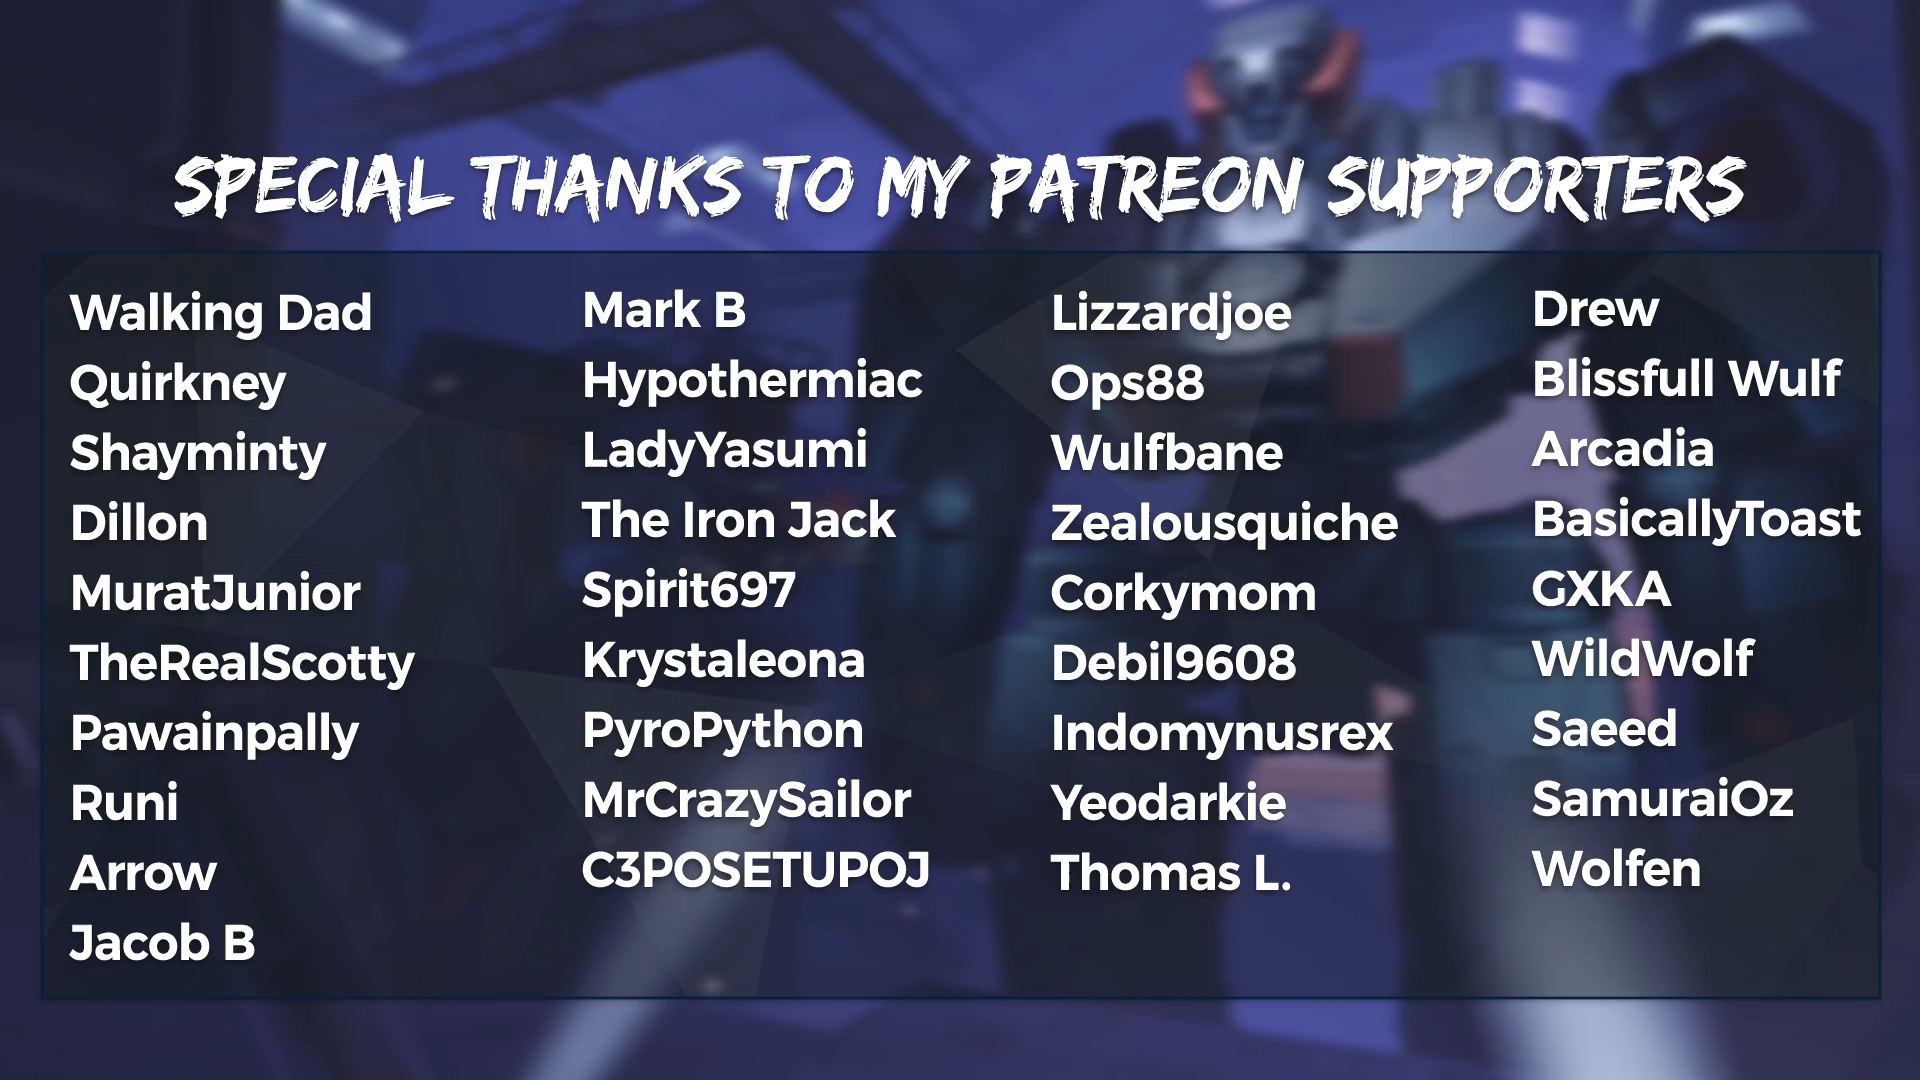 SPECIAL THANKS TO MY PATREON SUPPORTERS
Walking Dad
Quirkney
Shayminty
Dillon
MuratJunior
TheRealScotty
Pawainpally
Runi
Arrow
Jacob B
Mark B
Hypothermiac
LadyYasumi
The Iron Jack
Spirit697
Krystaleona
PyroPython
MrCrazySailor
C3POSETUPOJ
Lizzardjoe
Ops88
Wulfbane
Zealousquiche
Corkymom
Debil9608
Indomynusrex
Yeodarkie
Thomas L.
Drew
Blissfull Wulf
Arcadia
BasicallyToast
GXKA
WildWolf
Saeed
SamuraiOz
Wolfen